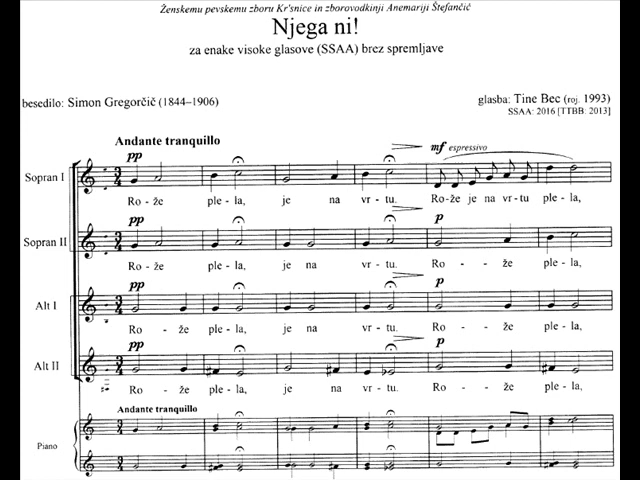 Ženskemu pevskemu zboru Kr'snice in zborovodkinji Anemariji Štefančič
Njega ni!
za enake visoke glasove (SSAA) brez spremljave
besedilo: Simon Gregorčič (1844–1906)
glasba: Tine Bec (roj. 1993)
SSAA: 2016 [TTBB: 2013]
Andante tranquillo
pp
mf espressivo
Sopran I
Ro - že ple - la, je na vr - tu. Ro-že je na vr-tu ple - la,
pp
p
Sopran II
Ro - že ple - la, je na vr - tu. Ro - - že ple - la,
pp
p
Alt I
Ro - že ple - la, je na vr - tu. Ro - - že ple - la,
pp
p
Alt II
Ro - že ple - la, je na vr - tu. Ro - - že ple - la,
Andante tranquillo
Piano